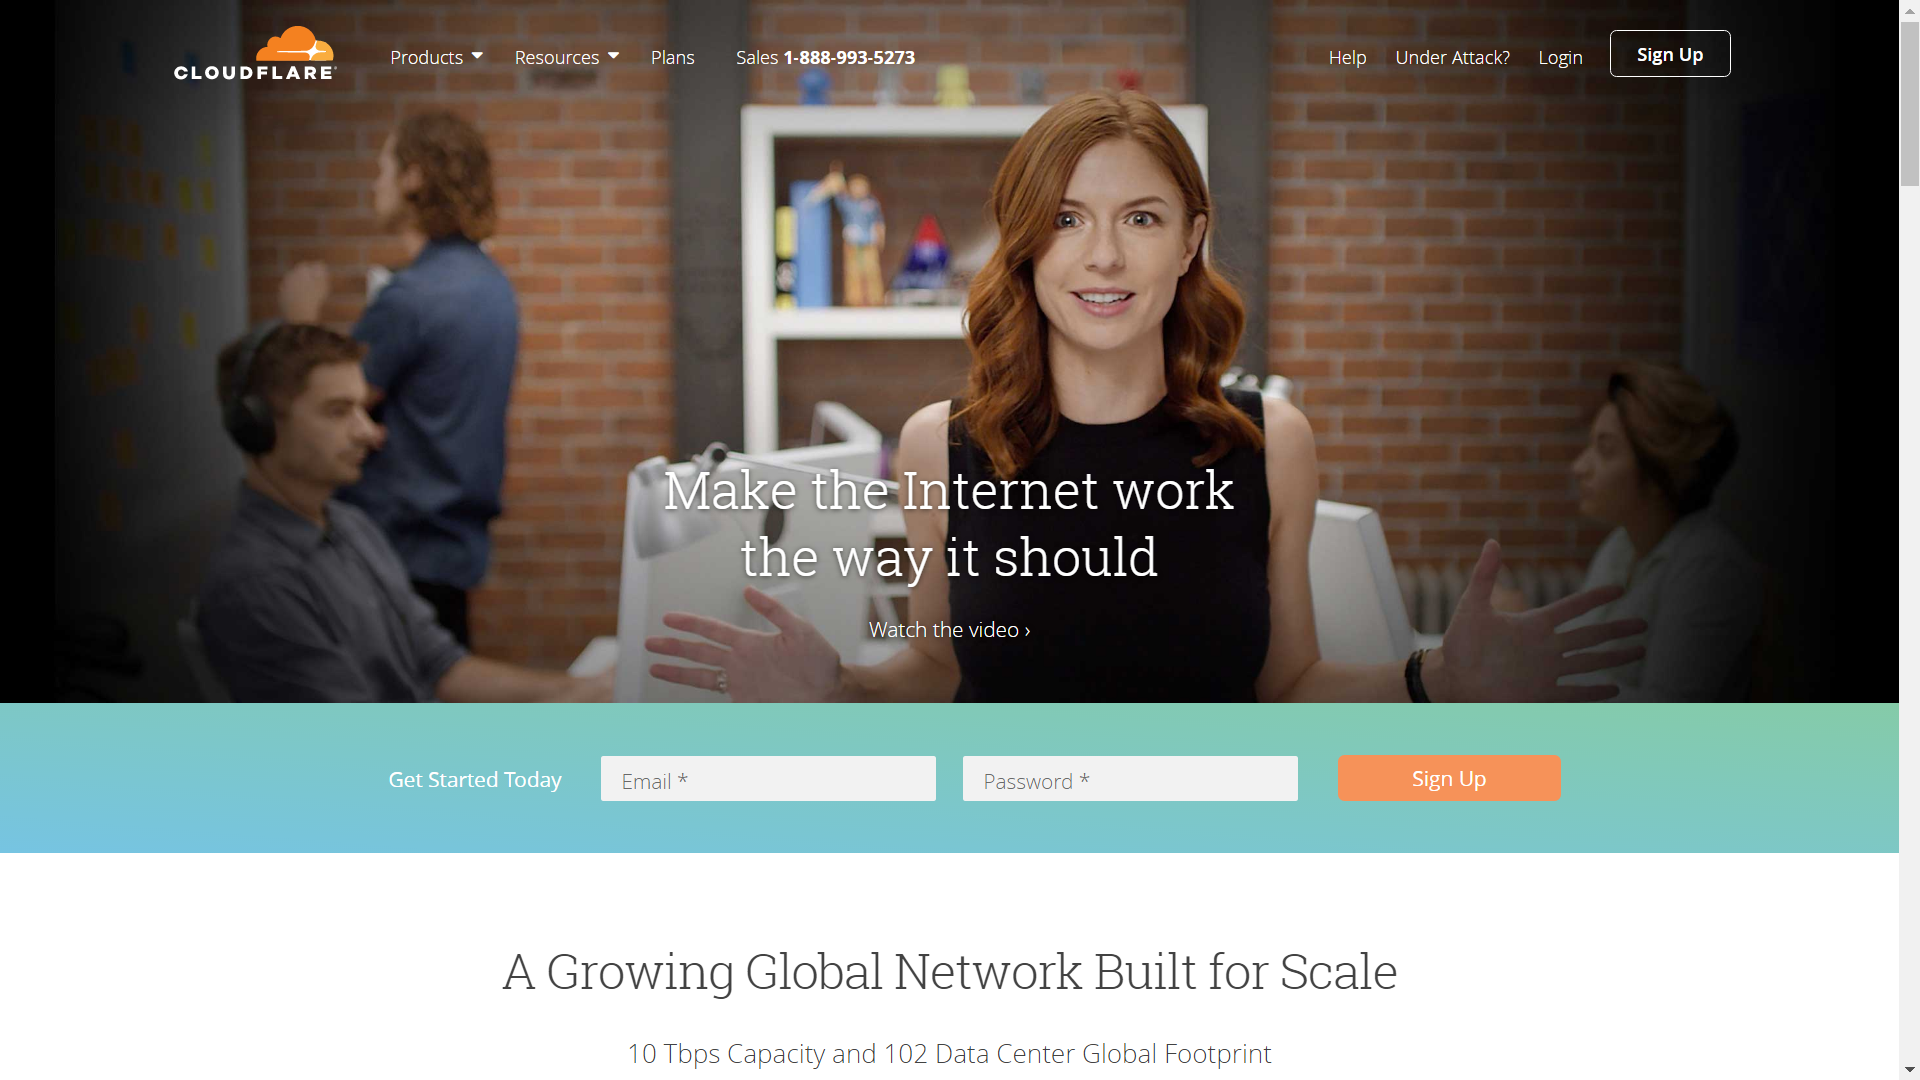 CLOUDFLARE
Products Resources Plans Sales 1-888-993-5273 Help Under Attack? Login Sign Up
Make the Internet work
the way it should
Watch the video ›
Get Started Today Email * Password * Sign Up
A Growing Global Network Built for Scale
10 Tbps Capacity and 102 Data Center Global Footprint